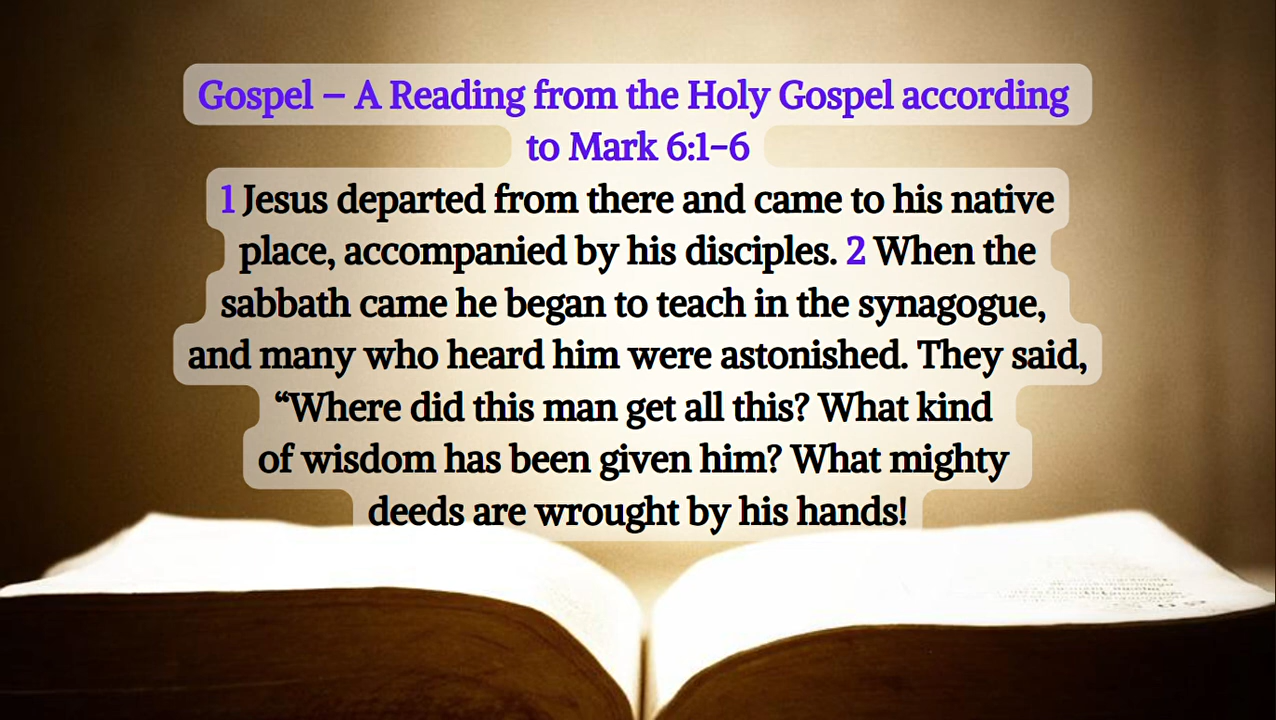 Gospel – A Reading from the Holy Gospel according
to Mark 6:1–6
1 Jesus departed from there and came to his native
place, accompanied by his disciples. 2 When the
sabbath came he began to teach in the synagogue,
and many who heard him were astonished. They said,
“Where did this man get all this? What kind
of wisdom has been given him? What mighty
deeds are wrought by his hands!